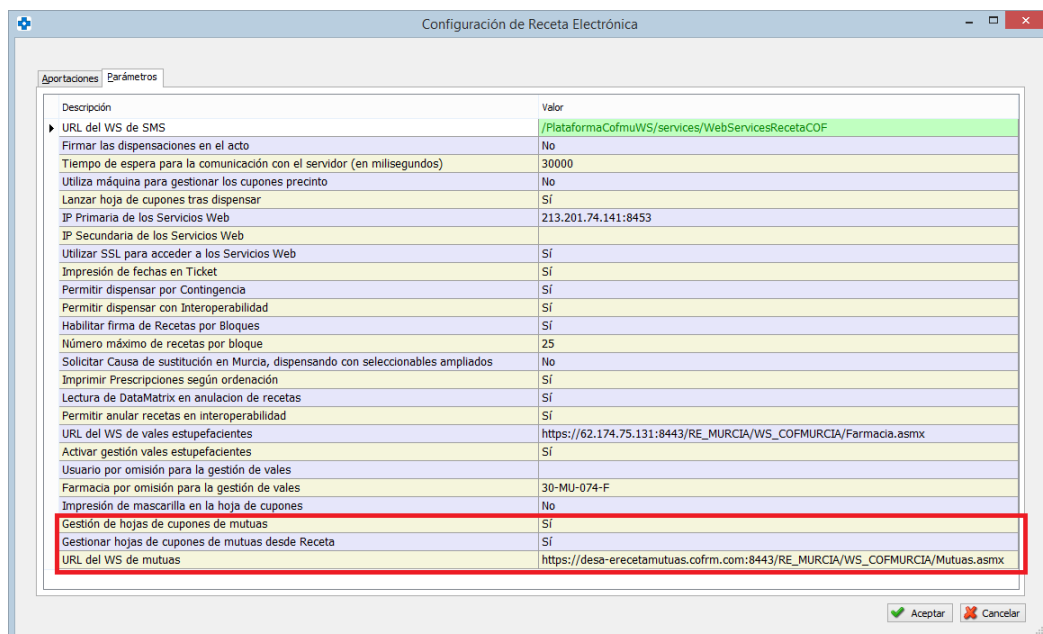 Configuración de Receta Electrónica
Aportaciones Parámetros
Descripción Valor
URL del WS de SMS /PlataformaCofmuWS/services/WebServicesRecetaCOF
Firmar las dispensaciones en el acto No
Tiempo de espera para la comunicación con el servidor (en milisegundos) 30000
Utiliza máquina para gestionar los cupones precinto No
Lanzar hoja de cupones tras dispensar Sí
IP Primaria de los Servicios Web 213.201.74.141:8453
IP Secundaria de los Servicios Web
Utilizar SSL para acceder a los Servicios Web Sí
Impresión de fechas en Ticket Sí
Permitir dispensar por Contingencia Sí
Permitir dispensar con Interoperabilidad Sí
Habilitar firma de Recetas por Bloques Sí
Número máximo de recetas por bloque 25
Solicitar Causa de sustitución en Murcia, dispensando con seleccionables ampliados No
Imprimir Prescripciones según ordenación Sí
Lectura de DataMatrix en anulacion de recetas Sí
Permitir anular recetas en interoperabilidad Sí
URL del WS de vales estupefacientes https://62.174.75.131:8443/RE_MURCIA/WS_COFMURCIA/Farmacia.asmx
Activar gestión vales estupefacientes Sí
Usuario por omisión para la gestión de vales
Farmacia por omisión para la gestión de vales 30-MU-074-F
Impresión de mascarilla en la hoja de cupones No
Gestión de hojas de cupones de mutuas Sí
Gestionar hojas de cupones de mutuas desde Receta Sí
URL del WS de mutuas https://desa-erecetamutuas.cofrm.com:8443/RE_MURCIA/WS_COFMURCIA/Mutuas.asmx
Aceptar Cancelar